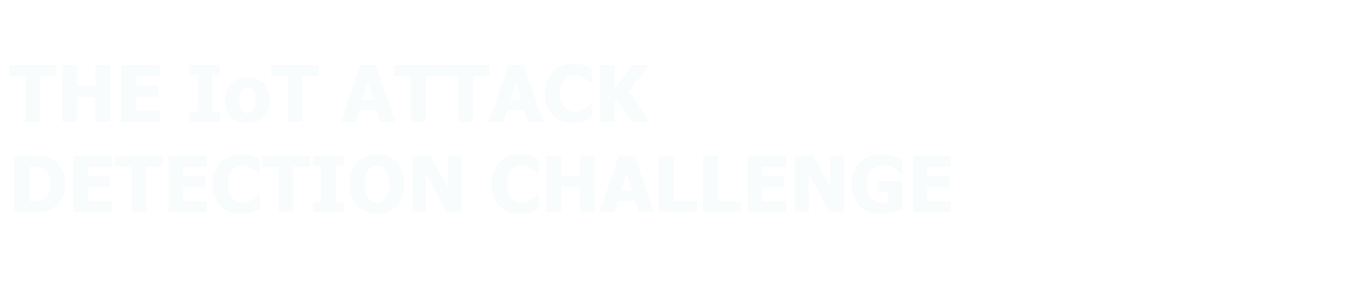 THE IoT ATTACK
DETECTION CHALLENGE